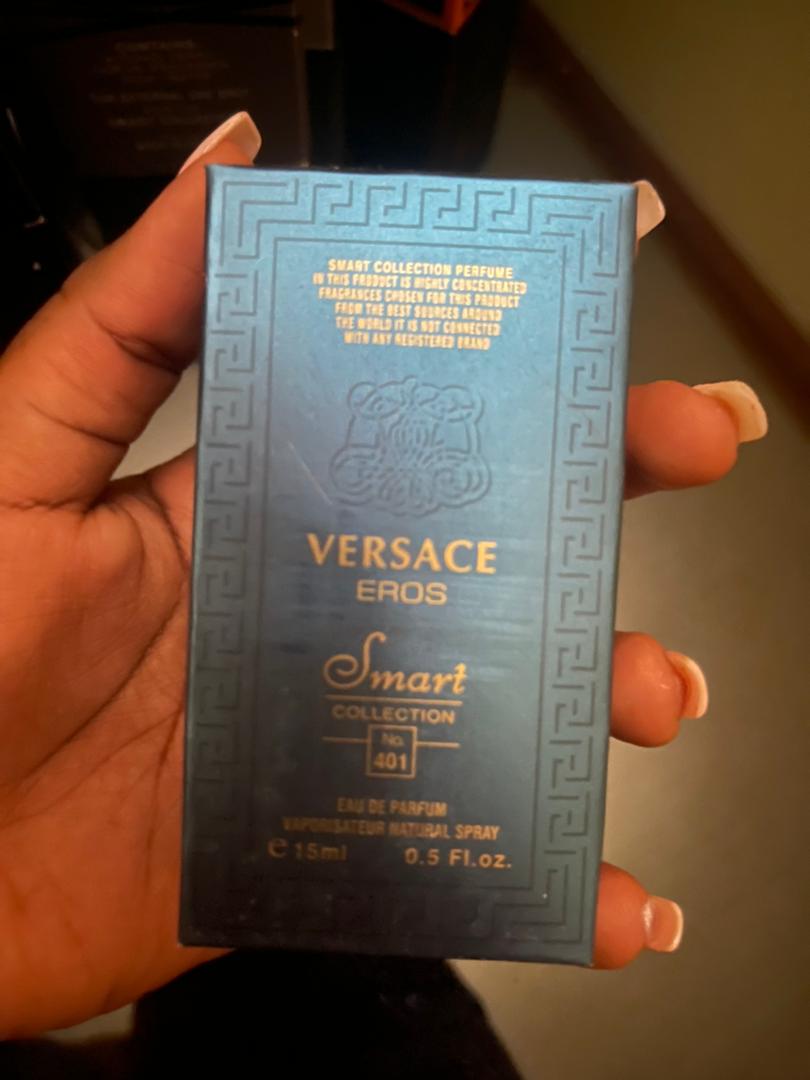 SMART COLLECTION PERFUME
IN THIS PRODUCT IS HIGHLY CONCENTRATED
FRAGRANCES CHOSEN FOR THIS PRODUCT
FROM THE BEST SOURCES AROUND
THE WORLD IT IS NOT CONNECTED
WITH ANY REGISTERED BRAND
VERSACE
EROS
Smart
COLLECTION
No.
401
EAU DE PARFUM
VAPORISATEUR NATURAL SPRAY
e 15ml 0.5 Fl.oz.